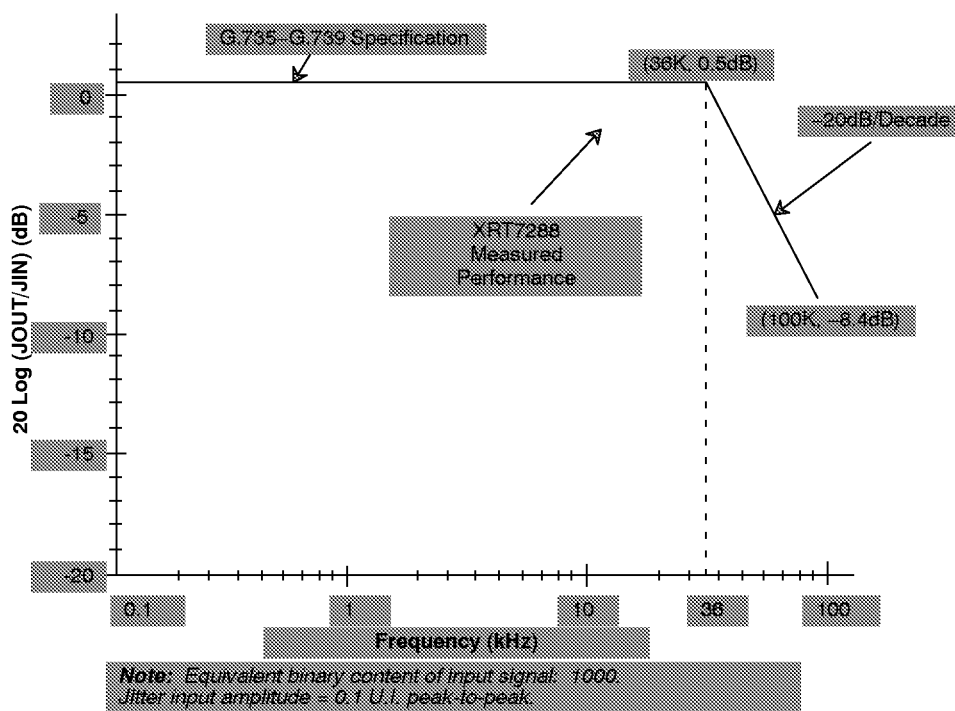 G.735–G.739 Specification
(36K, 0.5dB)
0
–20dB/Decade
-5
XRT7288
Measured
Performance
20 Log (JOUT/JIN) (dB)
(100K, –8.4dB)
-10
-15
-20
0.1
1
10
36
100
Frequency (kHz)
Note: Equivalent binary content of input signal: 1000.
Jitter input amplitude = 0.1 U.I. peak-to-peak.